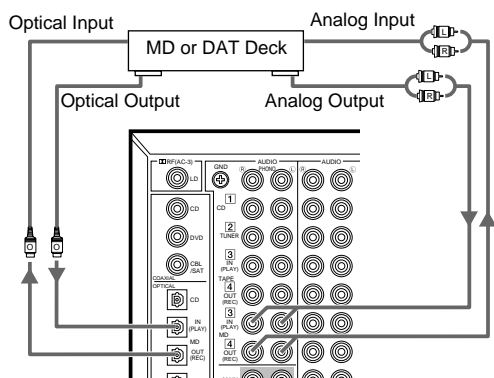 Optical Input
Analog Input
MD or DAT Deck
L
R
Optical Output
Analog Output
L
R
RF(AC-3)
LD
GND
AUDIO
(R) PHONO (L)
AUDIO
(R) (L)
CD
1
CD
DVD
2
TUNER
CBL
/SAT
3
IN
(PLAY)
TAPE
COAXIAL
OPTICAL
4
OUT
(REC)
CD
3
IN
(PLAY)
MD
IN
(PLAY)
MD
OUT
(REC)
4
OUT
(REC)